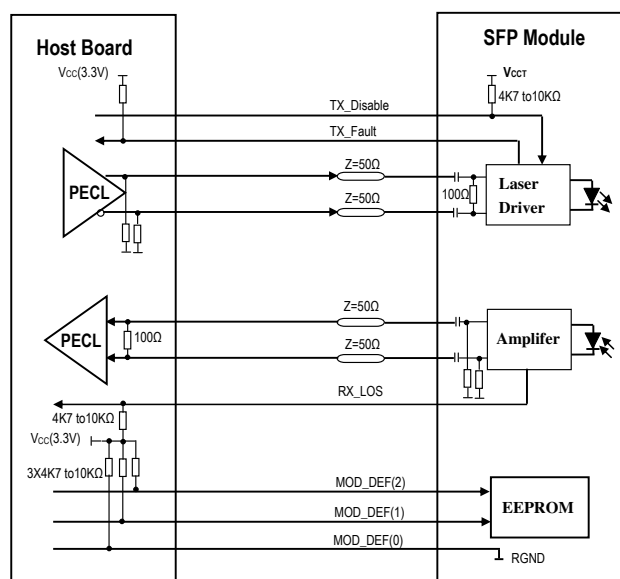 Host Board
SFP Module
VCC(3.3V)
VCCT
4K7 to10KΩ
TX_Disable
TX_Fault
Z=50Ω
PECL
100Ω
Laser
Driver
Z=50Ω
Z=50Ω
PECL
100Ω
Amplifer
Z=50Ω
RX_LOS
4K7 to10KΩ
VCC(3.3V)
3X4K7 to10KΩ
MOD_DEF(2)
EEPROM
MOD_DEF(1)
MOD_DEF(0)
RGND